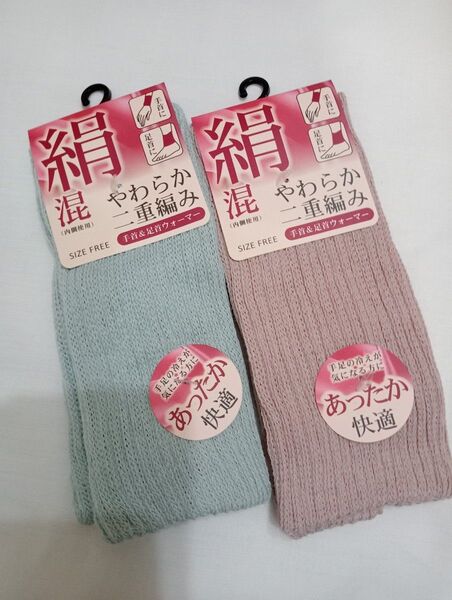 手首に
足首に
絹
混
(内側使用)
やわらか
二重編み
手首&足首ウォーマー
SIZE FREE
手足の冷えが
気になる方に
あったか
快適
手首に
足首に
絹
混
(内側使用)
やわらか
二重編み
手首&足首ウォーマー
SIZE FREE
手足の冷えが
気になる方に
あったか
快適